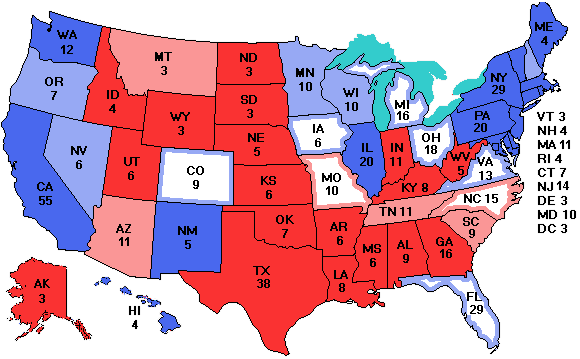 WA
12
OR
7
CA
55
NV
6
ID
4
MT
3
WY
3
UT
6
AZ
11
CO
9
NM
5
ND
3
SD
3
NE
5
KS
6
OK
7
TX
38
MN
10
IA
6
MO
10
AR
6
LA
8
WI
10
IL
20
MI
16
IN
11
OH
18
KY 8
TN 11
MS
6
AL
9
GA
16
FL
29
SC
9
NC 15
VA
13
WV
5
PA
20
NY
29
ME
4
VT 3
NH 4
MA 11
RI 4
CT 7
NJ 14
DE 3
MD 10
DC 3
AK
3
HI
4